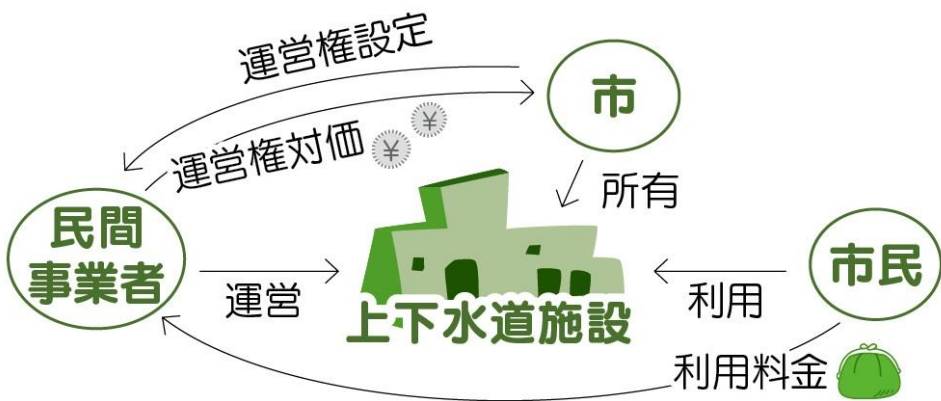 運営権設定
市
運営権対価
¥
¥
所有
民間
事業者
市民
運営
利用
上下水道施設
利用料金